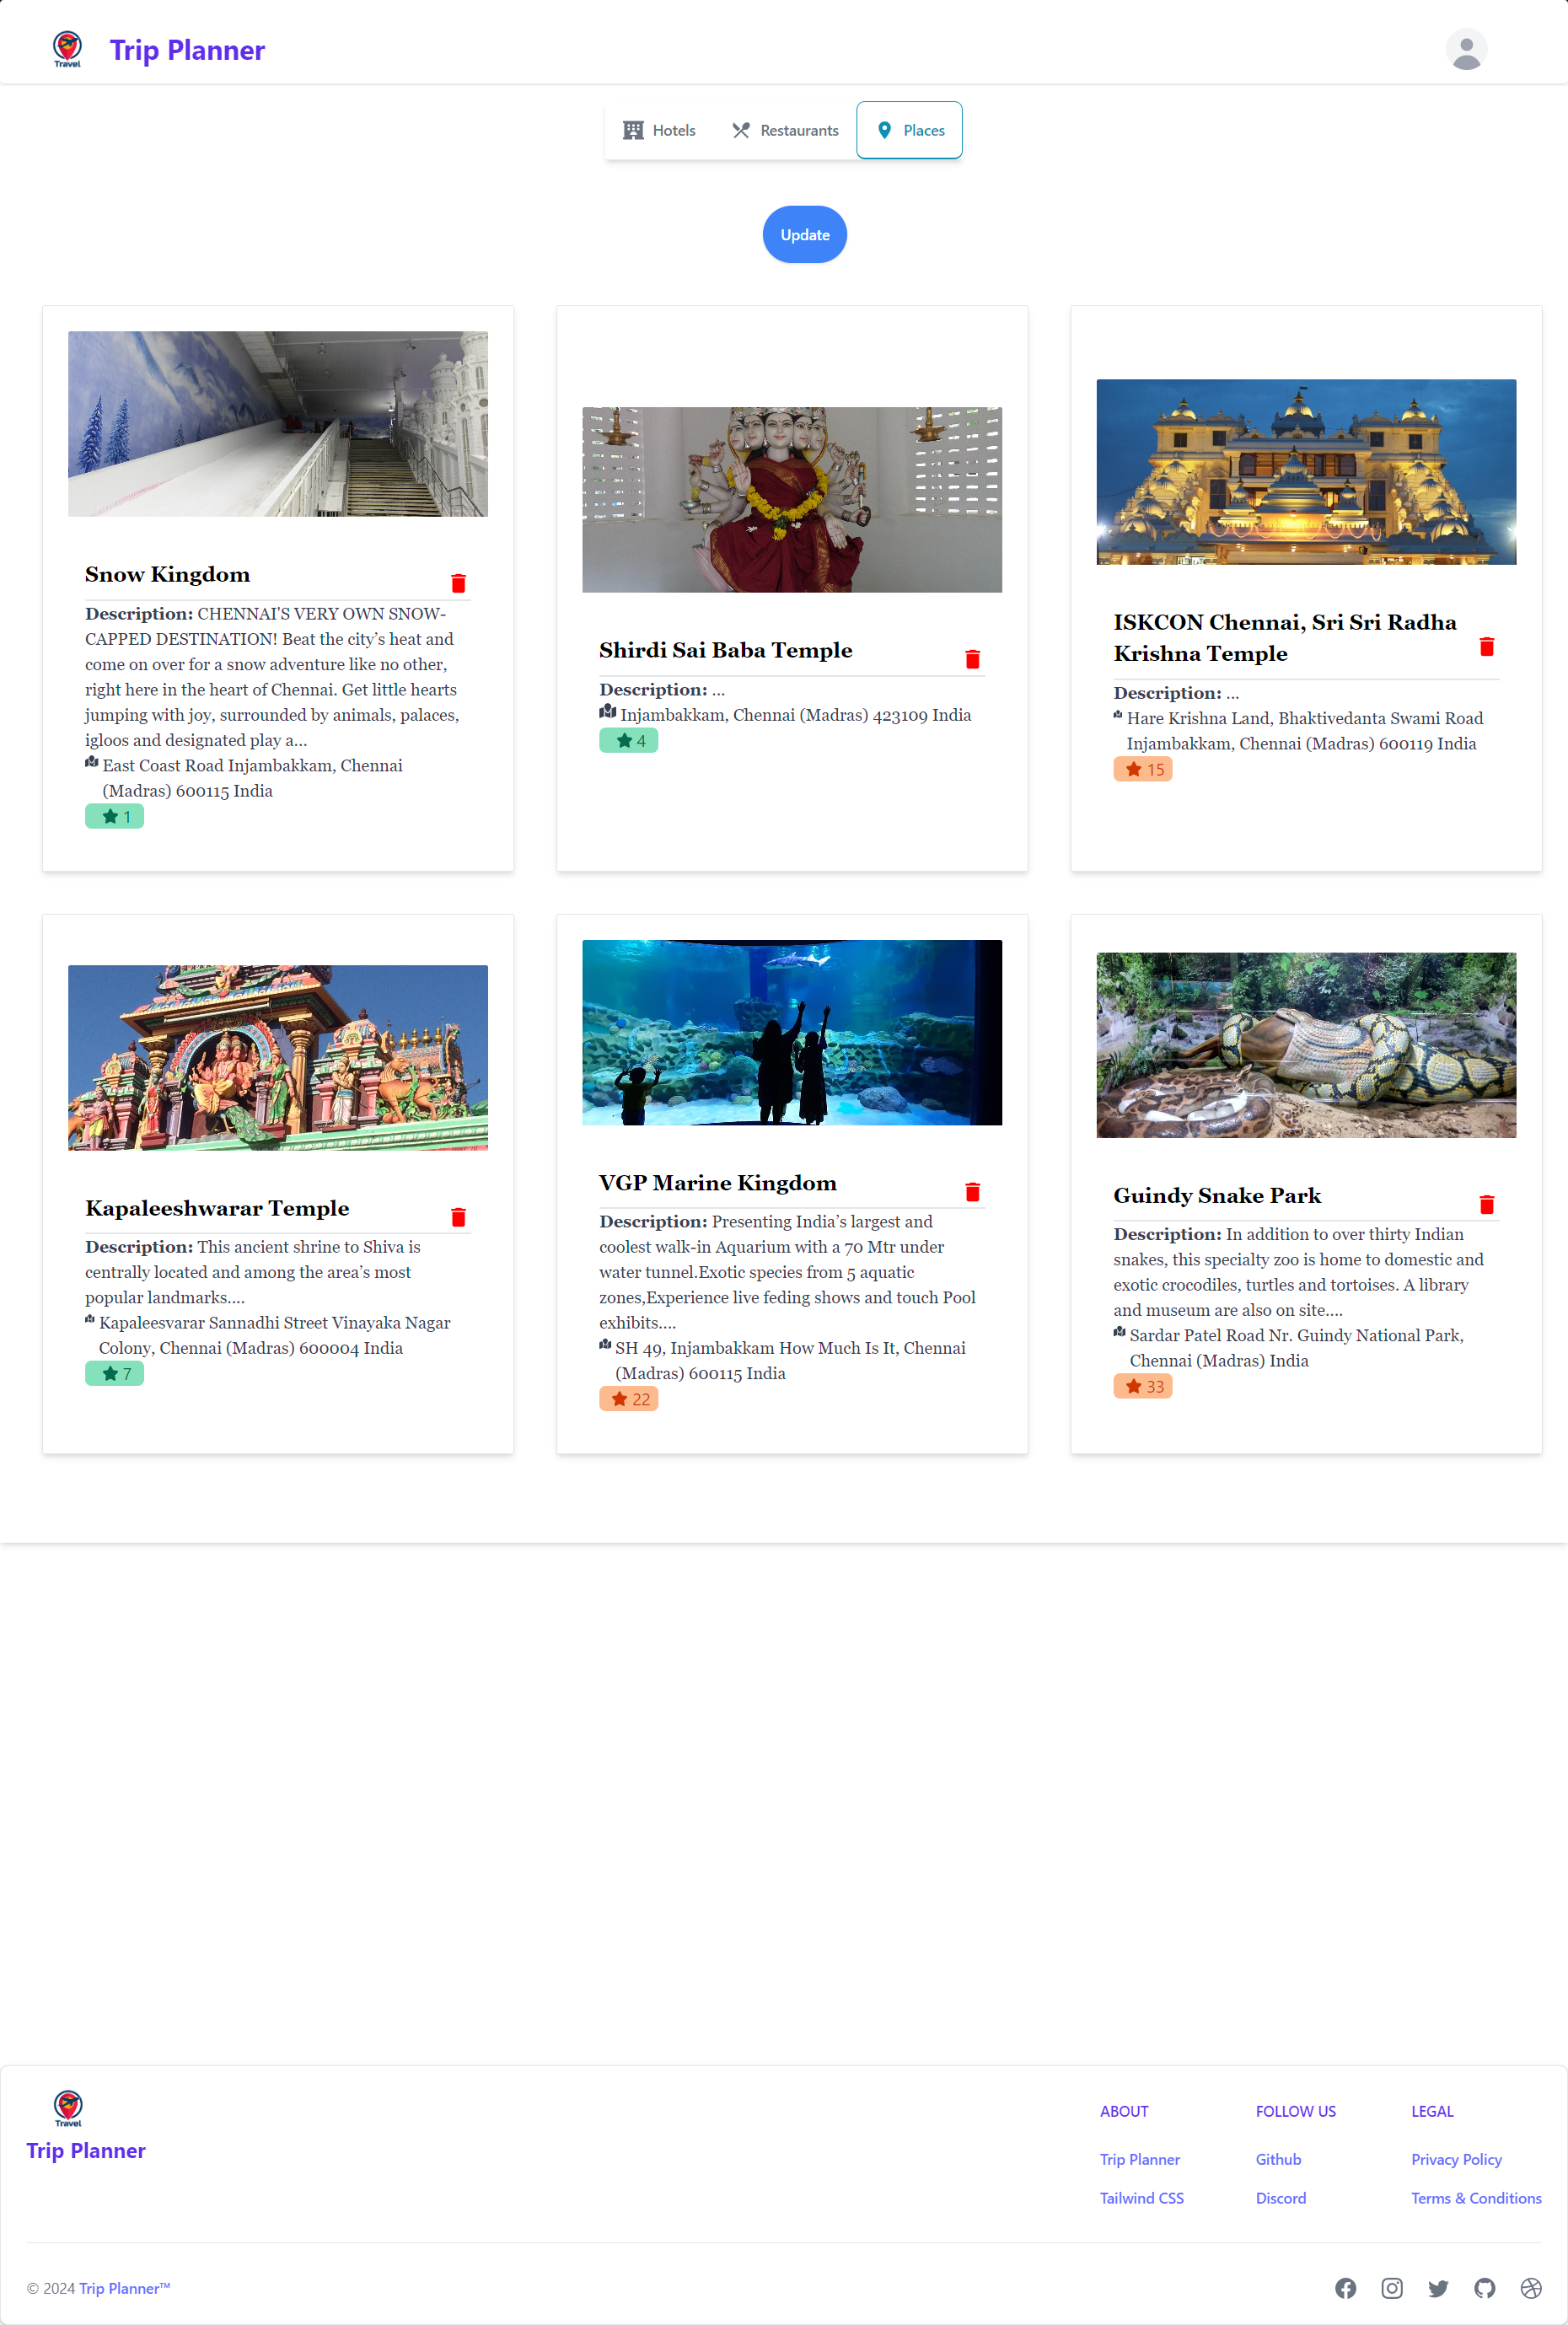 Travel
Trip Planner
Hotels
Restaurants
Places
Update
Snow Kingdom
Description: CHENNAI'S VERY OWN SNOW-
CAPPED DESTINATION! Beat the city’s heat and
come on over for a snow adventure like no other,
right here in the heart of Chennai. Get little hearts
jumping with joy, surrounded by animals, palaces,
igloos and designated play a...
East Coast Road Injambakkam, Chennai
(Madras) 600115 India
1
Shirdi Sai Baba Temple
Description: ...
Injambakkam, Chennai (Madras) 423109 India
4
ISKCON Chennai, Sri Sri Radha
Krishna Temple
Description: ...
Hare Krishna Land, Bhaktivedanta Swami Road
Injambakkam, Chennai (Madras) 600119 India
15
Kapaleeshwarar Temple
Description: This ancient shrine to Shiva is
centrally located and among the area’s most
popular landmarks....
Kapaleesvarar Sannadhi Street Vinayaka Nagar
Colony, Chennai (Madras) 600004 India
7
VGP Marine Kingdom
Description: Presenting India’s largest and
coolest walk-in Aquarium with a 70 Mtr under
water tunnel.Exotic species from 5 aquatic
zones,Experience live feding shows and touch Pool
exhibits....
SH 49, Injambakkam How Much Is It, Chennai
(Madras) 600115 India
22
Guindy Snake Park
Description: In addition to over thirty Indian
snakes, this specialty zoo is home to domestic and
exotic crocodiles, turtles and tortoises. A library
and museum are also on site....
Sardar Patel Road Nr. Guindy National Park,
Chennai (Madras) India
33
Travel
Trip Planner
ABOUT
Trip Planner
Tailwind CSS
FOLLOW US
Github
Discord
LEGAL
Privacy Policy
Terms & Conditions
© 2024 Trip Planner™